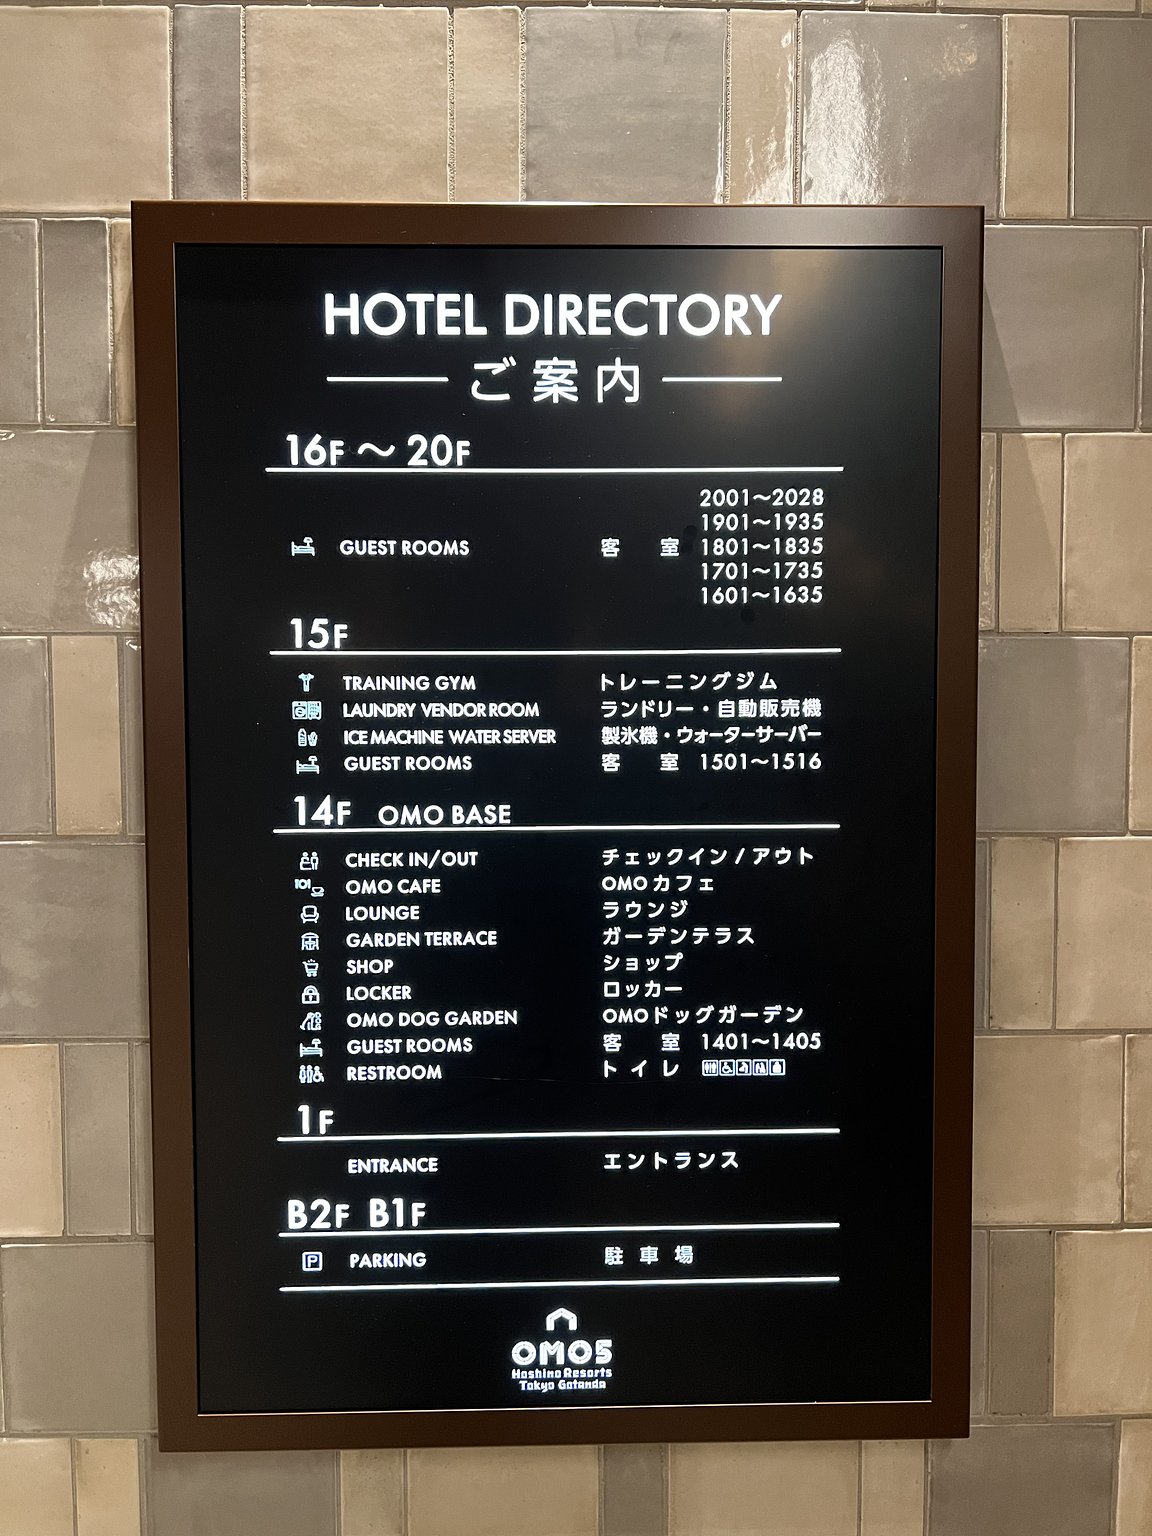 HOTEL DIRECTORY
ご案内
16F ～ 20F
2001～2028
1901～1935
GUEST ROOMS 客室 1801～1835
1701～1735
1601～1635
15F
TRAINING GYM トレーニングジム
LAUNDRY VENDOR ROOM ランドリー・自動販売機
ICE MACHINE WATER SERVER 製氷機・ウォーターサーバー
GUEST ROOMS 客室 1501～1516
14F OMO BASE
CHECK IN/OUT チェックイン / アウト
OMO CAFE OMOカフェ
LOUNGE ラウンジ
GARDEN TERRACE ガーデンテラス
SHOP ショップ
LOCKER ロッカー
OMO DOG GARDEN OMOドッグガーデン
GUEST ROOMS 客室 1401～1405
RESTROOM トイレ
1F
ENTRANCE エントランス
B2F B1F
P PARKING 駐車場
OMO5
Hoshino Resorts
Tokyo Gotanda